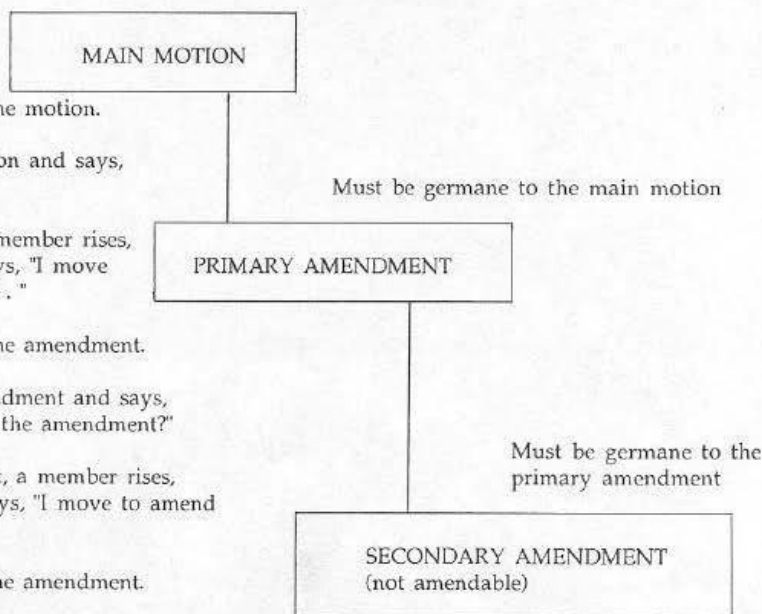 MAIN MOTION
he motion.
on and says,
Must be germane to the main motion
member rises,
ys, "I move
. "
PRIMARY AMENDMENT
he amendment.
ndment and says,
the amendment?"
Must be germane to the
primary amendment
, a member rises,
ys, "I move to amend
SECONDARY AMENDMENT
(not amendable)
he amendment.